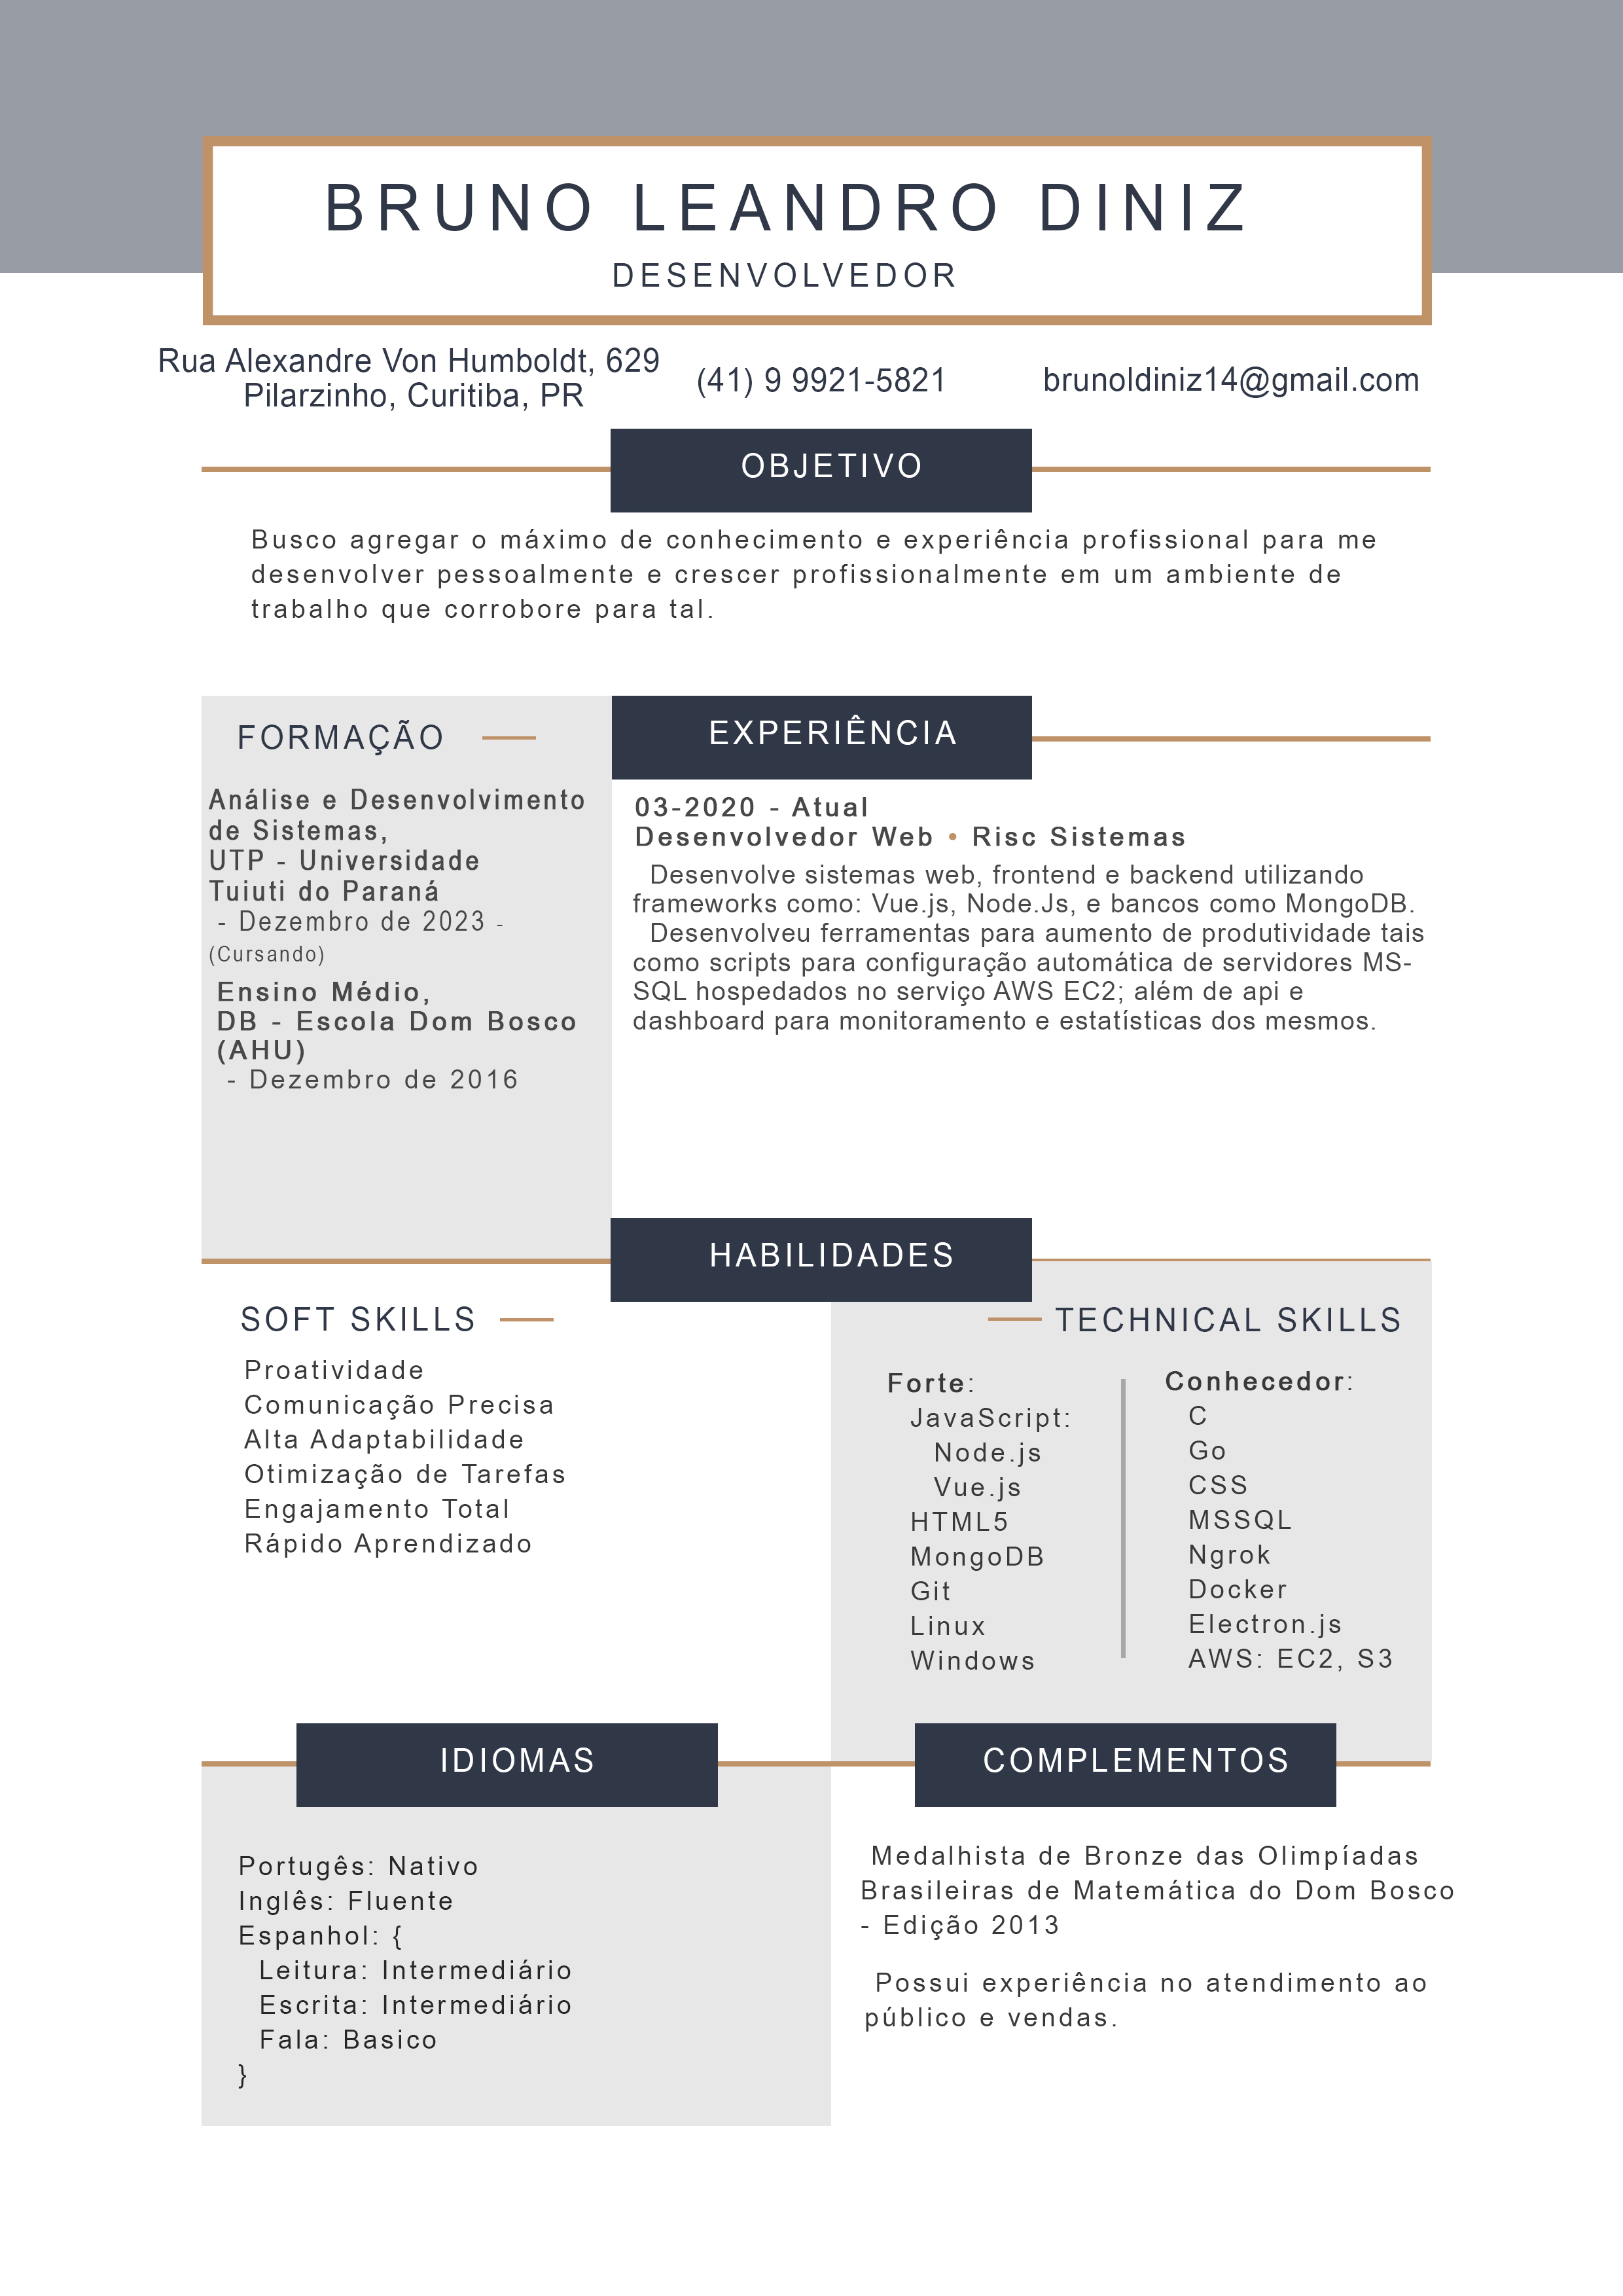 BRUNO LEANDRO DINIZ
DESENVOLVEDOR
Rua Alexandre Von Humboldt, 629
Pilarzinho, Curitiba, PR
(41) 9 9921-5821
brunoldiniz14@gmail.com
OBJETIVO
Busco agregar o máximo de conhecimento e experiência profissional para me
desenvolver pessoalmente e crescer profissionalmente em um ambiente de
trabalho que corrobore para tal.
FORMAÇÃO
Análise e Desenvolvimento
de Sistemas,
UTP - Universidade
Tuiuti do Paraná
- Dezembro de 2023 -
(Cursando)
Ensino Médio,
DB - Escola Dom Bosco
(AHU)
- Dezembro de 2016
EXPERIÊNCIA
03-2020 - Atual
Desenvolvedor Web • Risc Sistemas
Desenvolve sistemas web, frontend e backend utilizando
frameworks como: Vue.js, Node.Js, e bancos como MongoDB.
Desenvolveu ferramentas para aumento de produtividade tais
como scripts para configuração automática de servidores MS-
SQL hospedados no serviço AWS EC2; além de api e
dashboard para monitoramento e estatísticas dos mesmos.
HABILIDADES
SOFT SKILLS
Proatividade
Comunicação Precisa
Alta Adaptabilidade
Otimização de Tarefas
Engajamento Total
Rápido Aprendizado
TECHNICAL SKILLS
Forte:
JavaScript:
Node.js
Vue.js
HTML5
MongoDB
Git
Linux
Windows
Conhecedor:
C
Go
CSS
MSSQL
Ngrok
Docker
Electron.js
AWS: EC2, S3
IDIOMAS
Portugês: Nativo
Inglês: Fluente
Espanhol: {
Leitura: Intermediário
Escrita: Intermediário
Fala: Basico
}
COMPLEMENTOS
Medalhista de Bronze das Olimpíadas
Brasileiras de Matemática do Dom Bosco
- Edição 2013
Possui experiência no atendimento ao
público e vendas.